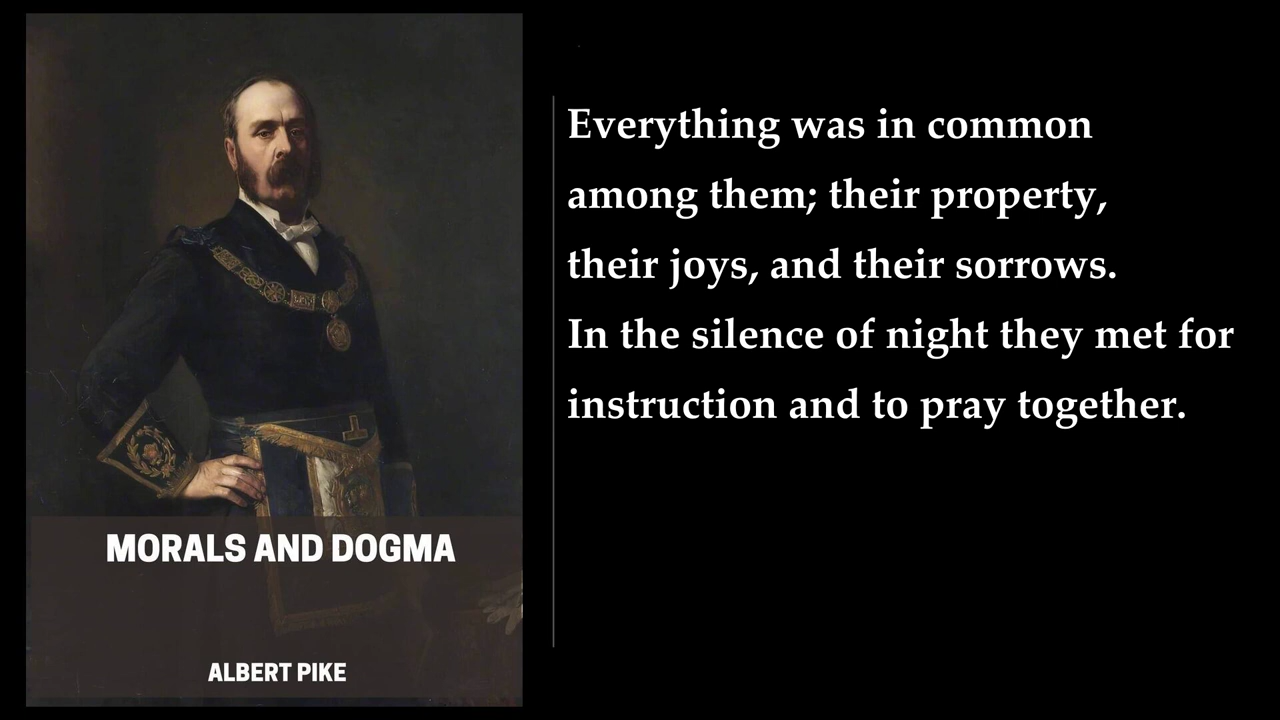 MORALS AND DOGMA
ALBERT PIKE
Everything was in common
among them; their property,
their joys, and their sorrows.
In the silence of night they met for
instruction and to pray together.